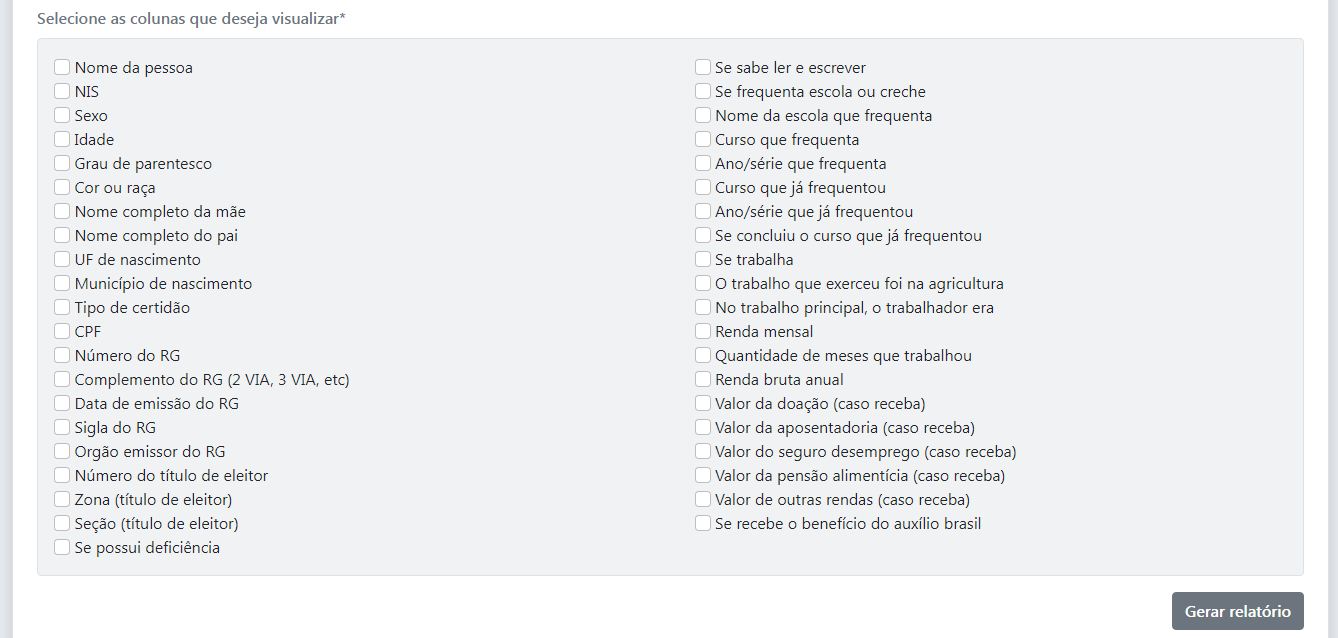 Selecione as colunas que deseja visualizar*
Nome da pessoa
NIS
Sexo
Idade
Grau de parentesco
Cor ou raça
Nome completo da mãe
Nome completo do pai
UF de nascimento
Município de nascimento
Tipo de certidão
CPF
Número do RG
Complemento do RG (2 VIA, 3 VIA, etc)
Data de emissão do RG
Sigla do RG
Orgão emissor do RG
Número do título de eleitor
Zona (título de eleitor)
Seção (título de eleitor)
Se possui deficiência
Se sabe ler e escrever
Se frequenta escola ou creche
Nome da escola que frequenta
Curso que frequenta
Ano/série que frequenta
Curso que já frequentou
Ano/série que já frequentou
Se concluiu o curso que já frequentou
Se trabalha
O trabalho que exerceu foi na agricultura
No trabalho principal, o trabalhador era
Renda mensal
Quantidade de meses que trabalhou
Renda bruta anual
Valor da doação (caso receba)
Valor da aposentadoria (caso receba)
Valor do seguro desemprego (caso receba)
Valor da pensão alimentícia (caso receba)
Valor de outras rendas (caso receba)
Se recebe o benefício do auxílio brasil
Gerar relatório